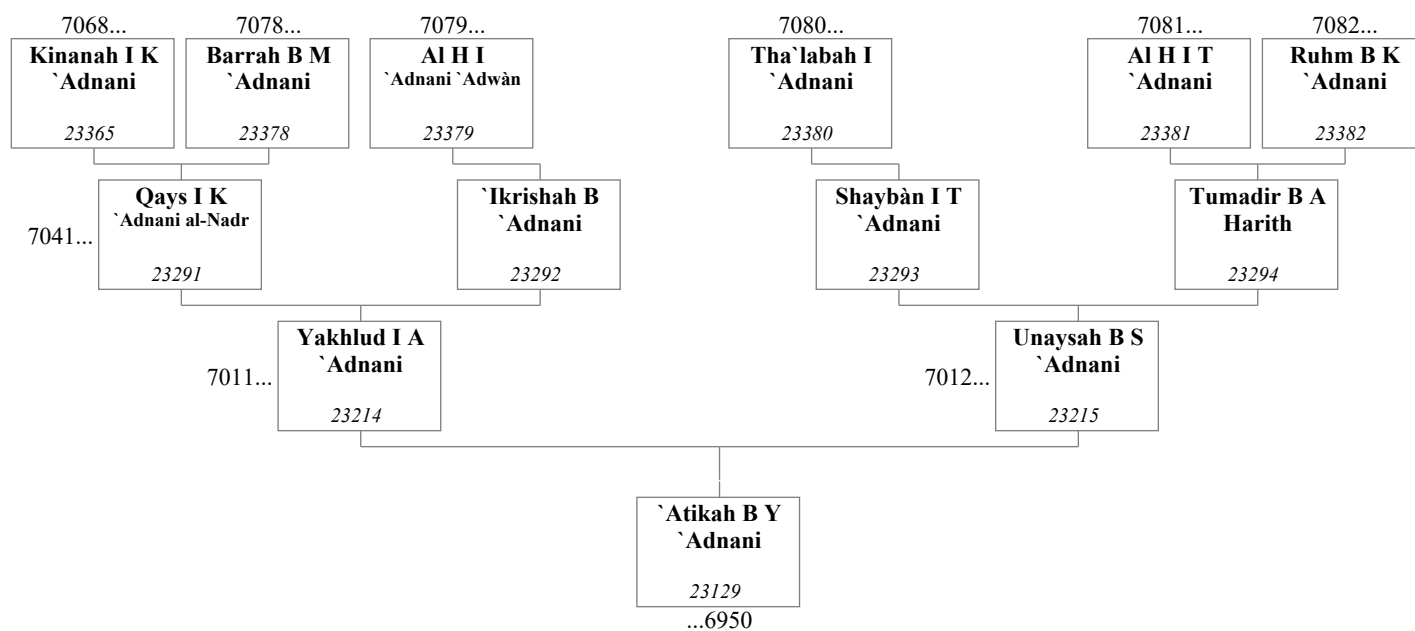 7068...
7078...
7079...
7080...
7081...
7082...
Kinanah I K
`Adnani
23365
Barrah B M
`Adnani
23378
Al H I
`Adnani `Adwàn
23379
Tha`labah I
`Adnani
23380
Al H I T
`Adnani
23381
Ruhm B K
`Adnani
23382
7041...
Qays I K
`Adnani al-Nadr
23291
`Ikrishah B
`Adnani
23292
Shaybàn I T
`Adnani
23293
Tumadir B A
Harith
23294
7011...
Yakhlud I A
`Adnani
23214
7012...
Unaysah B S
`Adnani
23215
`Atikah B Y
`Adnani
23129
...6950